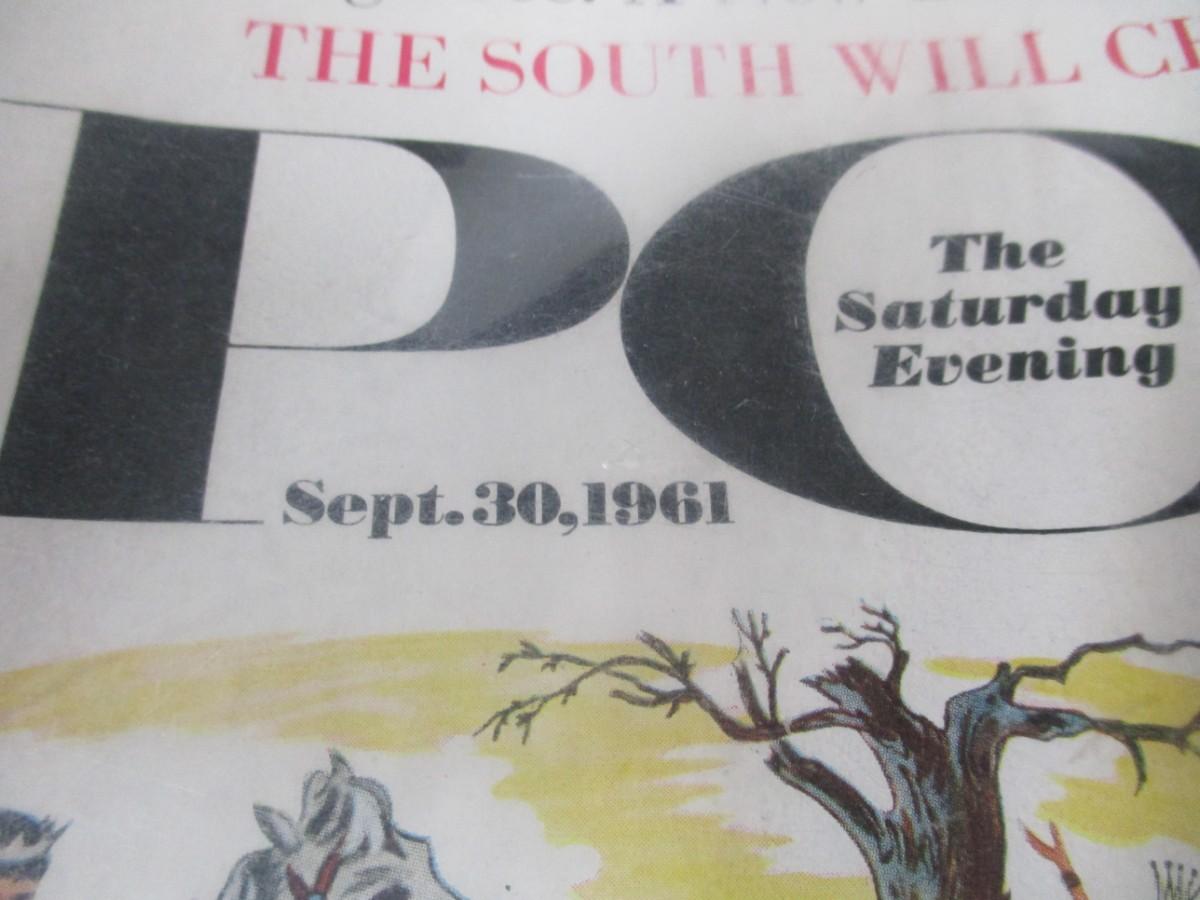 THE SOUTH WILL
PO
The
Saturday
Evening
Sept. 30, 1961